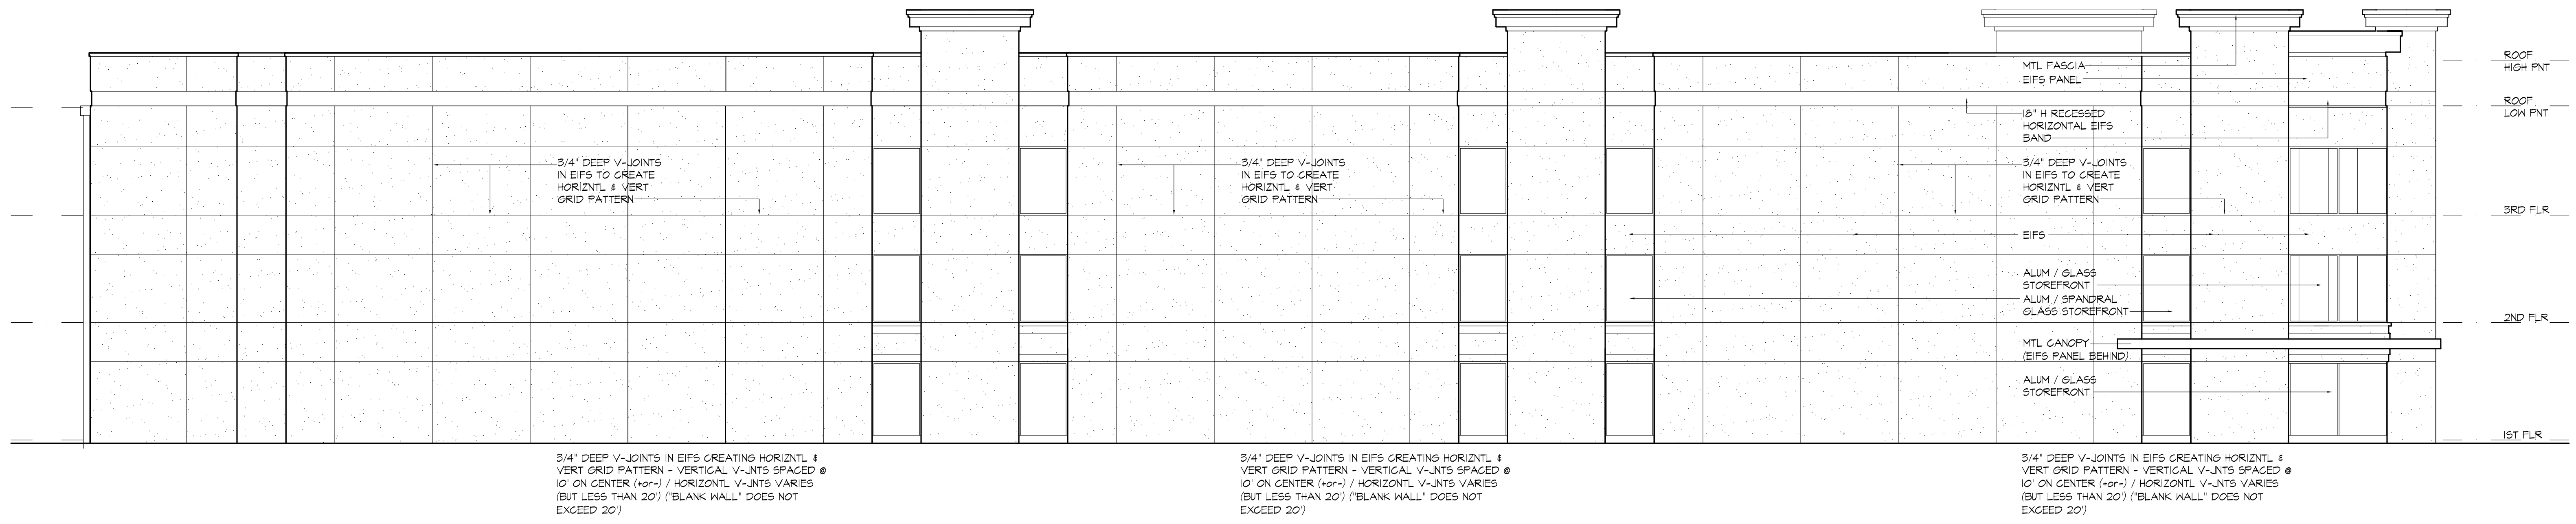 3/4" DEEP V-JOINTS
IN EIFS TO CREATE
HORIZNTL & VERT
GRID PATTERN
3/4" DEEP V-JOINTS IN EIFS CREATING HORIZNTL &
VERT GRID PATTERN - VERTICAL V-JNTS SPACED @
10' ON CENTER (+or-) / HORIZONTL V-JNTS VARIES
(BUT LESS THAN 20') ("BLANK WALL" DOES NOT
EXCEED 20')
3/4" DEEP V-JOINTS
IN EIFS TO CREATE
HORIZNTL & VERT
GRID PATTERN
3/4" DEEP V-JOINTS IN EIFS CREATING HORIZNTL &
VERT GRID PATTERN - VERTICAL V-JNTS SPACED @
10' ON CENTER (+or-) / HORIZONTL V-JNTS VARIES
(BUT LESS THAN 20') ("BLANK WALL" DOES NOT
EXCEED 20')
MTL FASCIA
EIFS PANEL
18" H RECESSED
HORIZONTAL EIFS
BAND
3/4" DEEP V-JOINTS
IN EIFS TO CREATE
HORIZNTL & VERT
GRID PATTERN
EIFS
ALUM / GLASS
STOREFRONT
ALUM / SPANDRAL
GLASS STOREFRONT
MTL CANOPY
(EIFS PANEL BEHIND)
ALUM / GLASS
STOREFRONT
3/4" DEEP V-JOINTS IN EIFS CREATING HORIZNTL &
VERT GRID PATTERN - VERTICAL V-JNTS SPACED @
10' ON CENTER (+or-) / HORIZONTL V-JNTS VARIES
(BUT LESS THAN 20') ("BLANK WALL" DOES NOT
EXCEED 20')
ROOF
HIGH PNT
ROOF
LOW PNT
3RD FLR
2ND FLR
1ST FLR